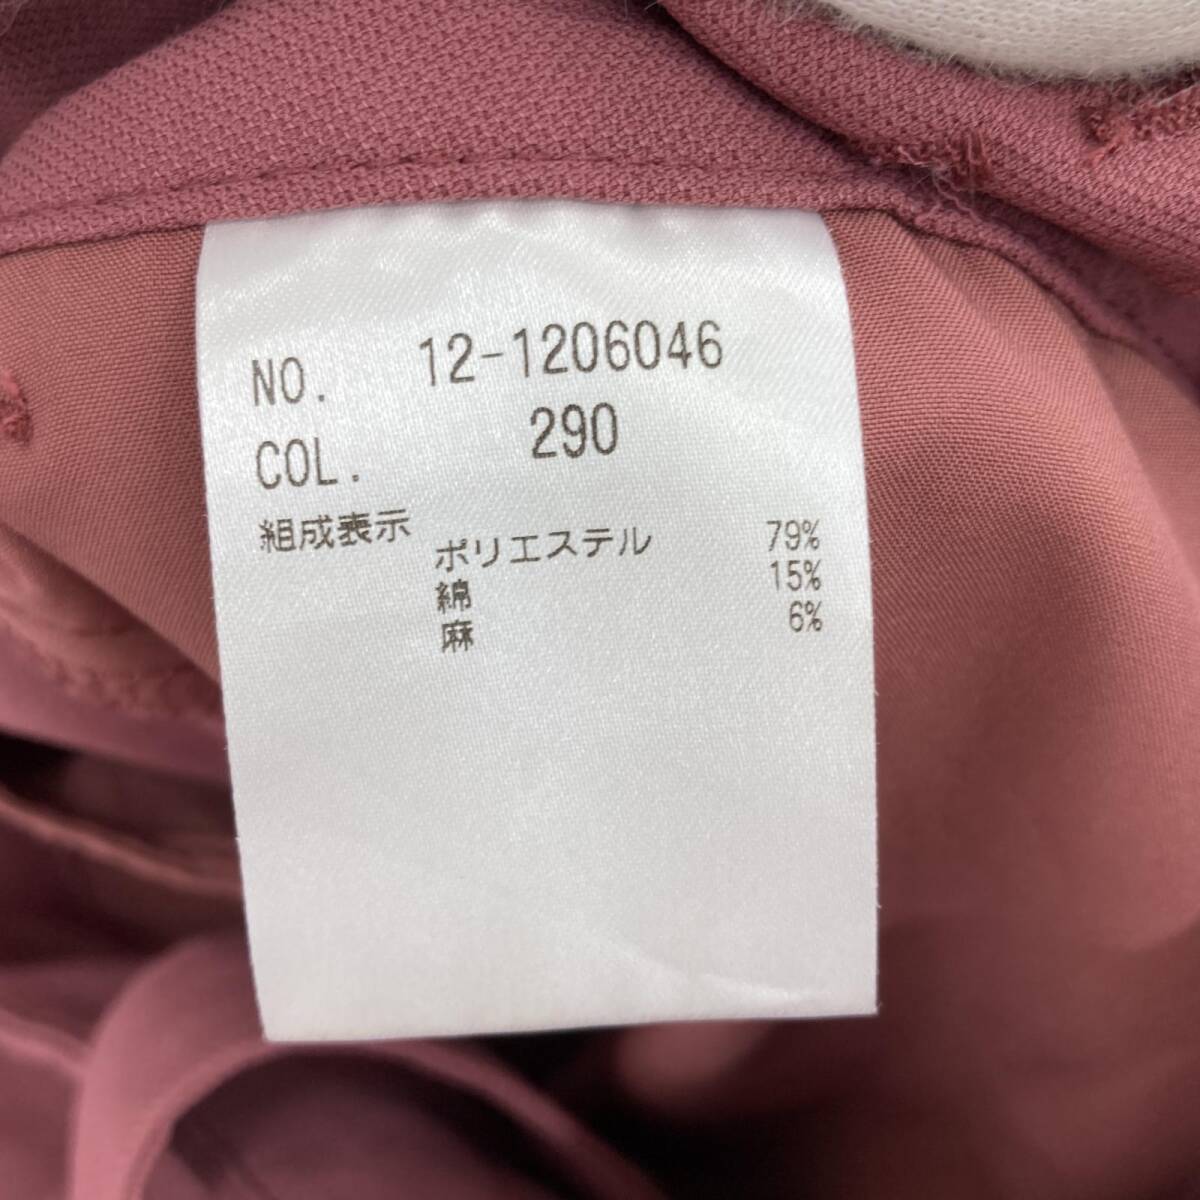 NO. 12-1206046
COL. 290
組成表示
ポリエステル 79%
綿 15%
麻 6%